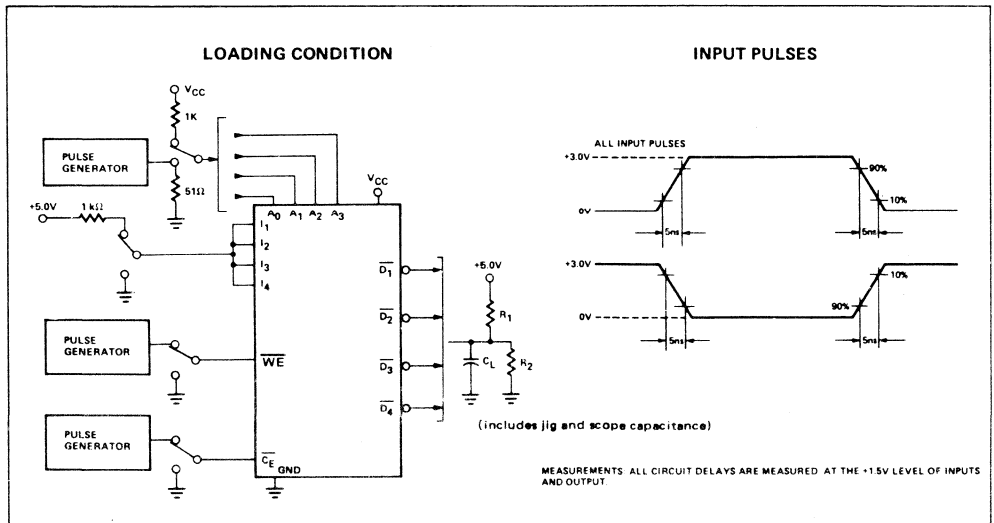 LOADING CONDITION
VCC
1K
PULSE
GENERATOR
51Ω
+5.0V
1 kΩ
VCC
A0 A1 A2 A3
I1
I2
I3
I4
D1
D2
D3
D4
+5.0V
R1
CL
R2
PULSE
GENERATOR
WE
PULSE
GENERATOR
CE
GND
(includes jig and scope capacitance)
INPUT PULSES
ALL INPUT PULSES
+3.0V
90%
10%
0V
5ns
5ns
+3.0V
10%
90%
0V
5ns
5ns
MEASUREMENTS: ALL CIRCUIT DELAYS ARE MEASURED AT THE +1.5V LEVEL OF INPUTS
AND OUTPUT.